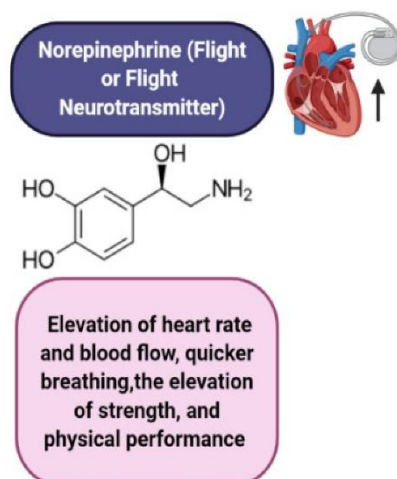 Norepinephrine (Flight
or Flight
Neurotransmitter)
OH
HO
NH₂
HO
Elevation of heart rate
and blood flow, quicker
breathing,the elevation
of strength, and
physical performance